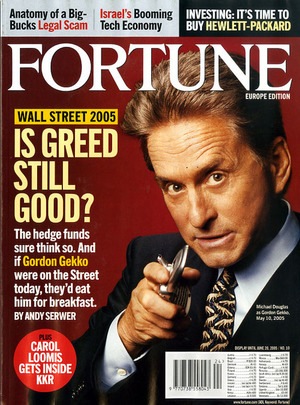 Anatomy of a Big-
Bucks Legal Scam
Israel's Booming
Tech Economy
INVESTING: IT'S TIME TO
BUY HEWLETT-PACKARD
FORTUNE
EUROPE EDITION
WALL STREET 2005
IS GREED
STILL
GOOD?
The hedge funds
sure think so. And
if Gordon Gekko
were on the Street
today, they'd eat
him for breakfast.
BY ANDY SERWER
PLUS
CAROL
LOOMIS
GETS INSIDE
KKR
Michael Douglas
as Gordon Gekko,
May 10, 2005